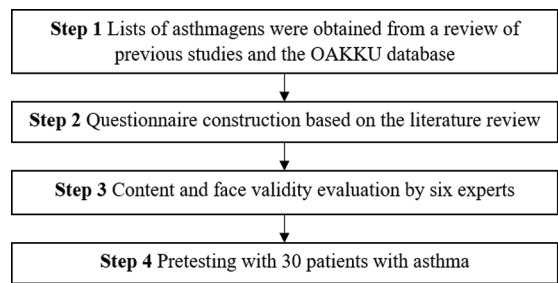 Step 1 Lists of asthmagens were obtained from a review of
previous studies and the OAKKU database
Step 2 Questionnaire construction based on the literature review
Step 3 Content and face validity evaluation by six experts
Step 4 Pretesting with 30 patients with asthma